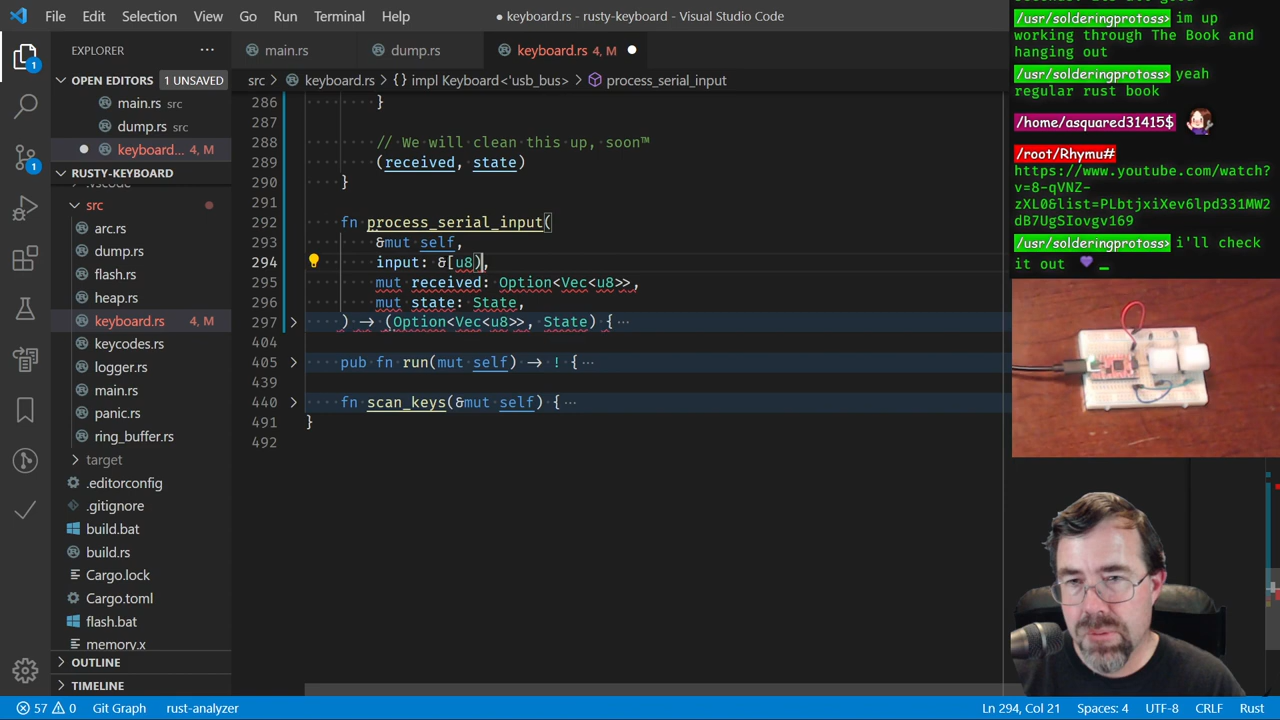 File Edit Selection View Go Run Terminal Help
● keyboard.rs - rusty-keyboard - Visual Studio Code
EXPLORER ···
main.rs
dump.rs
keyboard.rs 4, M ●
OPEN EDITORS 1 UNSAVED
main.rs src
dump.rs src
● keyboard... 4, M
RUSTY-KEYBOARD
.vscode
src
arc.rs
dump.rs
flash.rs
heap.rs
keyboard.rs 4, M
keycodes.rs
logger.rs
main.rs
panic.rs
ring_buffer.rs
target
.editorconfig
.gitignore
build.bat
build.rs
Cargo.lock
Cargo.toml
flash.bat
memory.x
OUTLINE
TIMELINE
1
1
src > keyboard.rs > {} impl Keyboard<'usb_bus> > process_serial_input
286 }
287
288 // We will clean this up, soon™
289 (received, state)
290 }
291
292 fn process_serial_input(
293 &mut self,
294 input: &[u8),
295 mut received: Option<Vec<u8>>,
296 mut state: State,
297 ) → (Option<Vec<u8>>, State) { ···
404
405 pub fn run(mut self) → ! { ···
439
440 fn scan_keys(&mut self) { ···
491 }
492
/usr/solderingprotoss> im up
working through The Book and
hanging out
/usr/solderingprotoss> yeah
regular rust book
/home/asquared31415$
/root/Rhymu#
https://www.youtube.com/watch?
v=8-qVNZ-
zXL0&list=PLbtjxiXev6lpd331MW2
dB7UgSIovgv169
/usr/solderingprotoss> i'll check
it out 💜 _
57 0 Git Graph rust-analyzer
Ln 294, Col 21 Spaces: 4 UTF-8 CRLF Rust